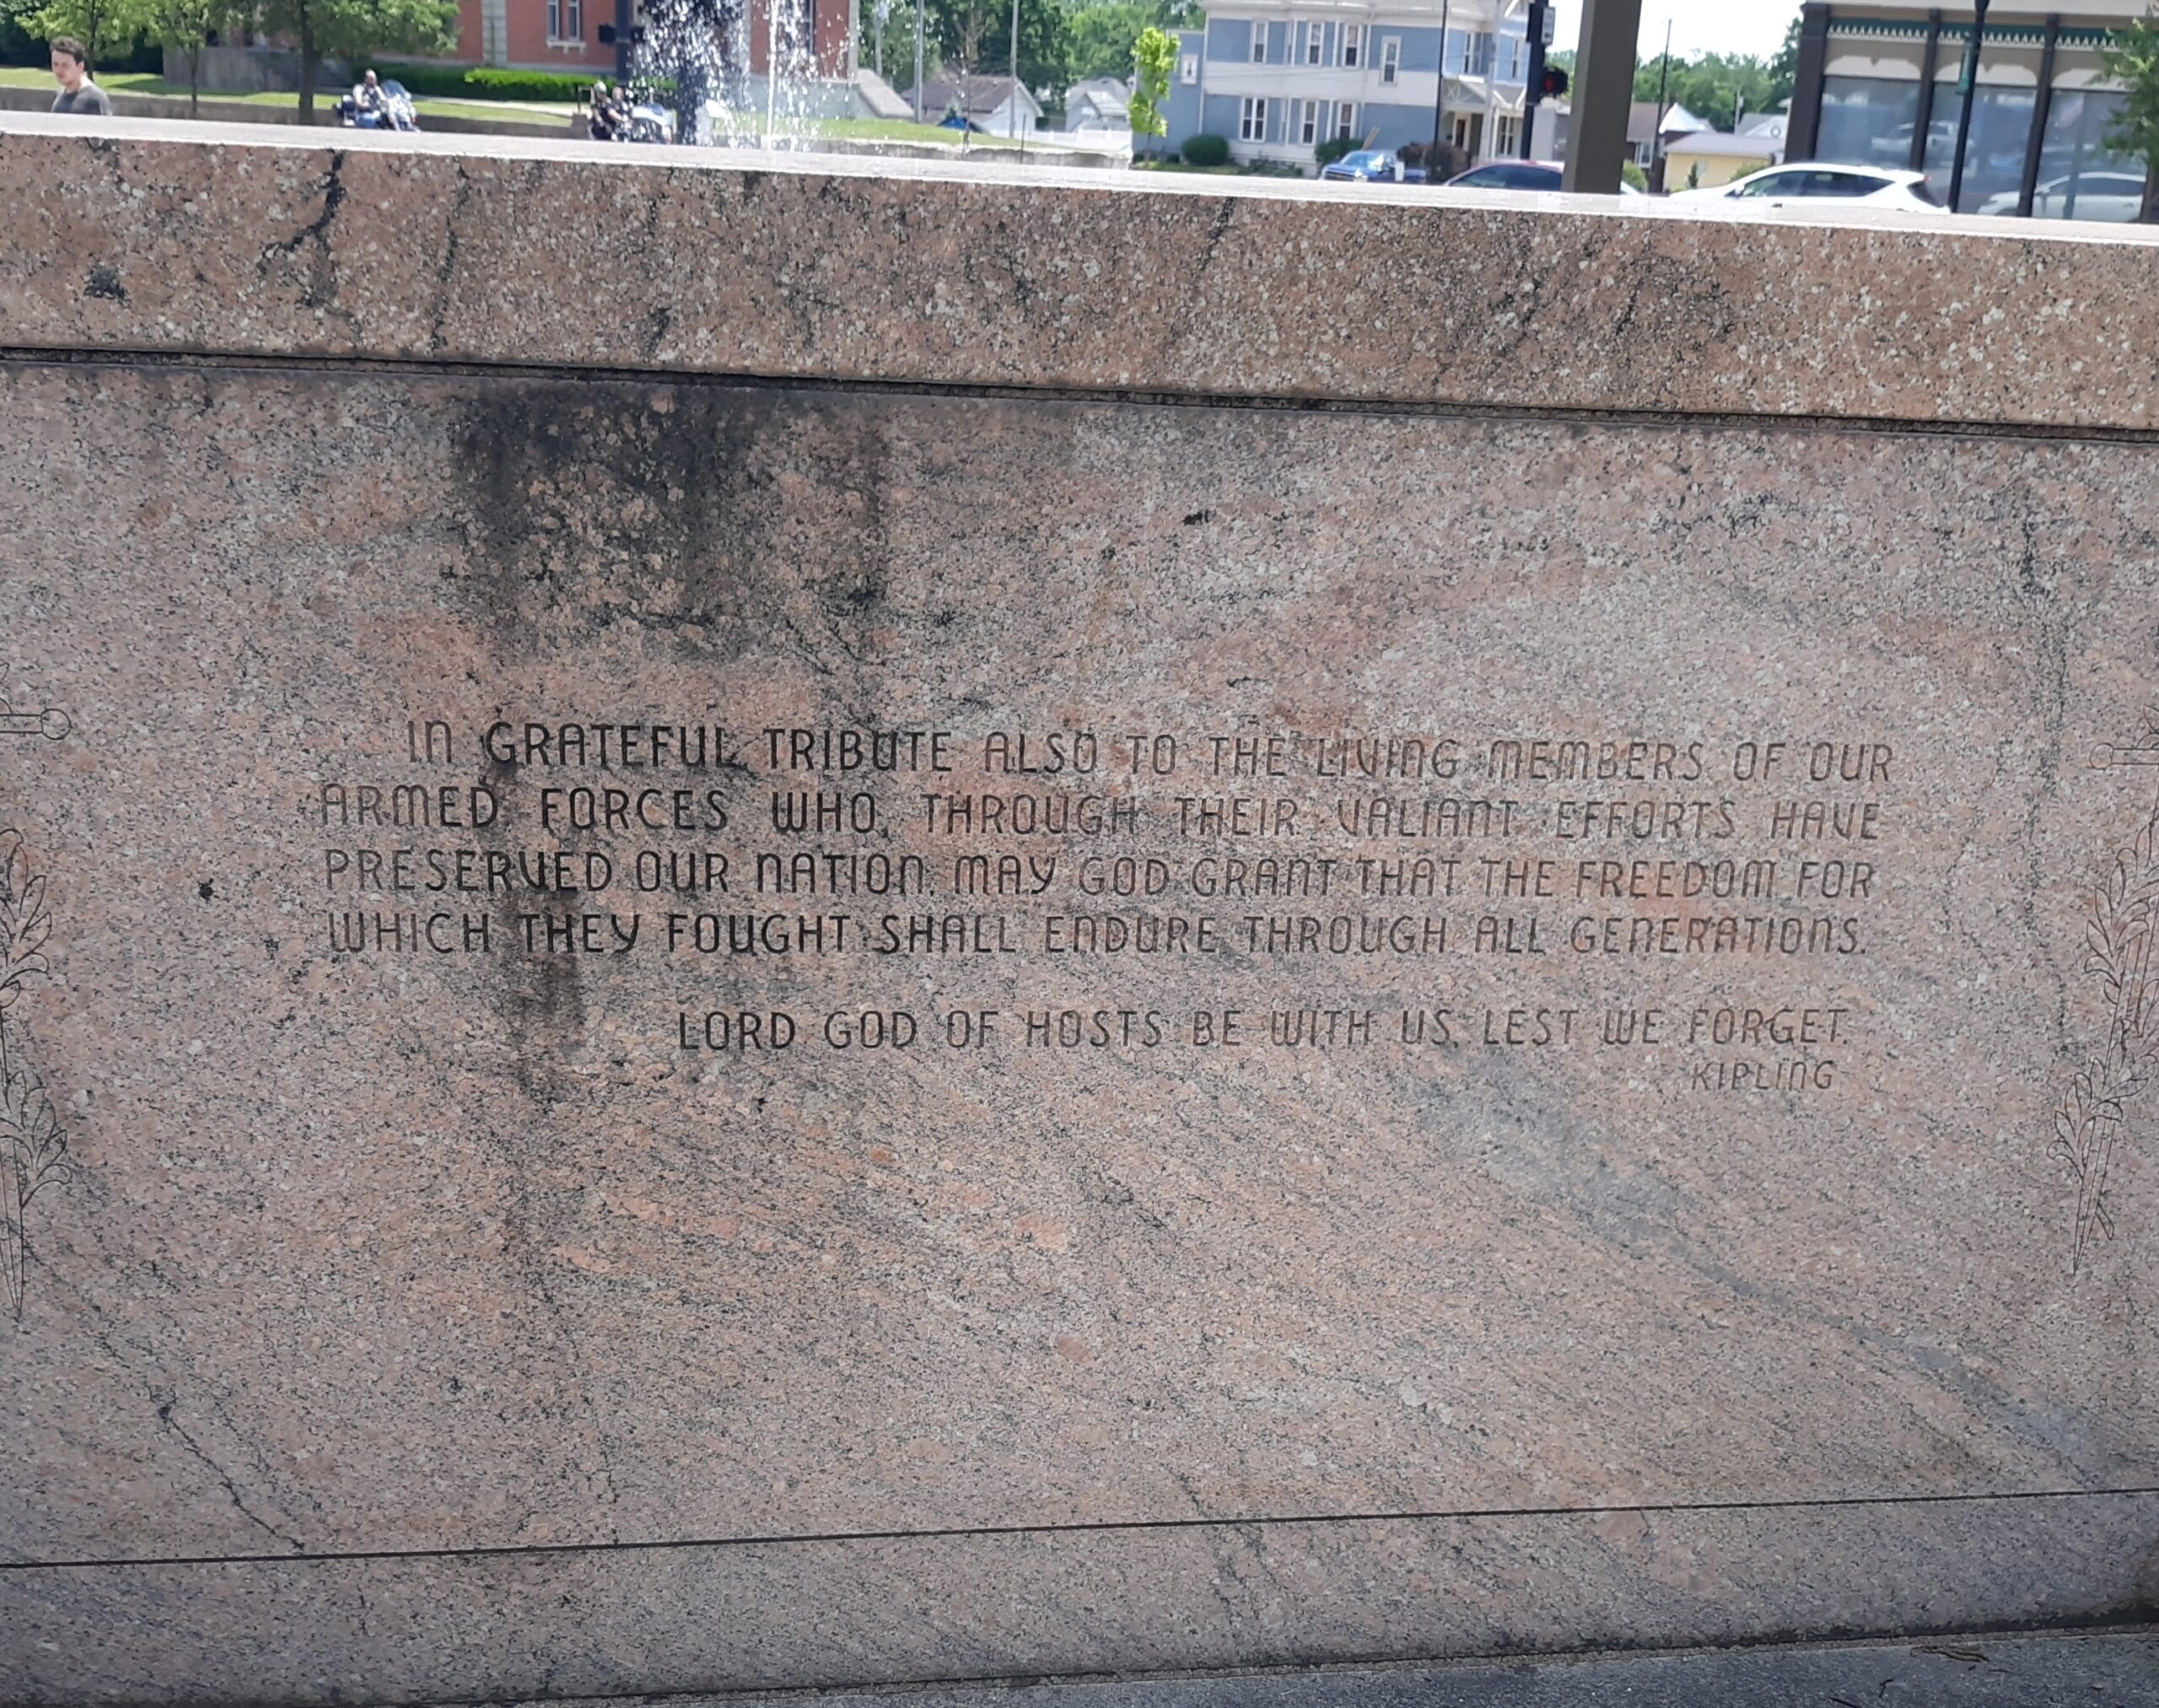 IN GRATEFUL TRIBUTE ALSO TO THE LIVING MEMBERS OF OUR
ARMED FORCES WHO, THROUGH THEIR VALIANT EFFORTS HAVE
PRESERVED OUR NATION. MAY GOD GRANT THAT THE FREEDOM FOR
WHICH THEY FOUGHT SHALL ENDURE THROUGH ALL GENERATIONS.
LORD GOD OF HOSTS BE WITH US, LEST WE FORGET.
KIPLING